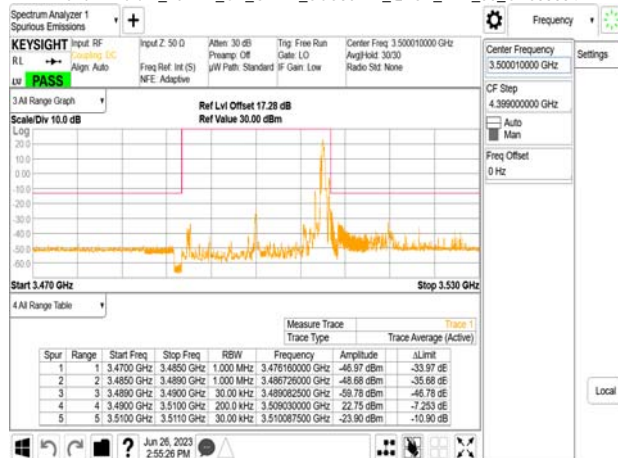 Spectrum Analyzer 1
Spurious Emissions
Frequency
KEYSIGHT
Input: RF
Coupling: DC
Align: Auto
Input Z: 50 Ω
Freq Ref: Int (S)
NFE: Adaptive
Atten: 30 dB
Preamp: Off
µW Path: Standard
Trig: Free Run
Gate: LO
IF Gain: Low
Center Freq: 3.500010000 GHz
Avg|Hold: 30/30
Radio Std: None
RL
LW PASS
3 All Range Graph
Scale/Div 10.0 dB
Ref Lvl Offset 17.28 dB
Ref Value 30.00 dBm
Log
20.0
10.0
0.00
-10.0
-20.0
-30.0
-40.0
-50.0
-60.0
Start 3.470 GHz
Stop 3.530 GHz
4 All Range Table
Measure Trace Trace 1
Trace Type Trace Average (Active)
Spur Range Start Freq Stop Freq RBW Frequency Amplitude ΔLimit
1 1 3.4700 GHz 3.4850 GHz 1.000 MHz 3.476160000 GHz -46.97 dBm -33.97 dB
2 2 3.4850 GHz 3.4890 GHz 1.000 MHz 3.486726000 GHz -48.68 dBm -35.68 dB
3 3 3.4890 GHz 3.4900 GHz 30.00 kHz 3.489082500 GHz -59.78 dBm -46.78 dB
4 4 3.4900 GHz 3.5100 GHz 200.0 kHz 3.509030000 GHz 22.75 dBm -7.253 dB
5 5 3.5100 GHz 3.5110 GHz 30.00 kHz 3.510087500 GHz -23.90 dBm -10.90 dB
Jun 26, 2023
2:55:26 PM
Center Frequency
3.500010000 GHz
Settings
CF Step
4.399000000 GHz
Auto
Man
Freq Offset
0 Hz
Local